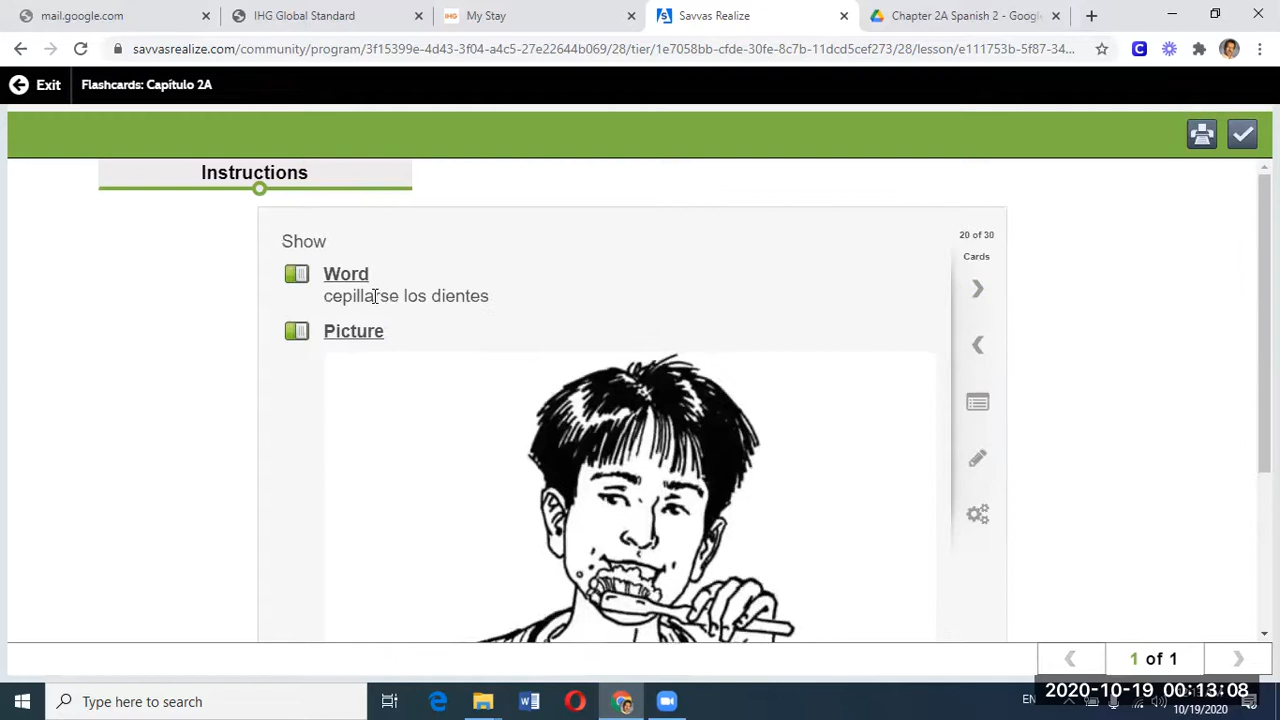 mail.google.com
IHG Global Standard
IHG My Stay
Savvas Realize
Chapter 2A Spanish 2 - Google
savvasrealize.com/community/program/3f15399e-4d43-3f04-a4c5-27e22644b069/28/tier/1e7058bb-cfde-30fe-8c7b-11dcd5cef273/28/lesson/e111753b-5f87-34...
Exit
Flashcards: Capítulo 2A
Instructions
Show
20 of 30
Cards
Word
cepillarse los dientes
Picture
1 of 1
Type here to search
2020-10-19 00:13:08
10/19/2020